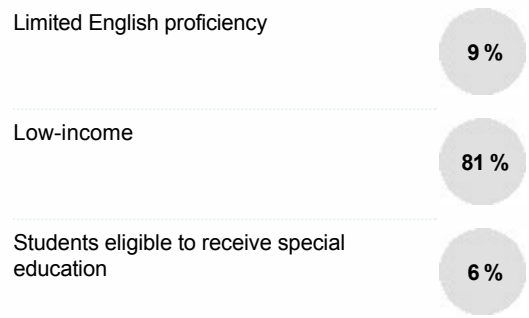 Limited English proficiency
9 %
Low-income
81 %
Students eligible to receive special
education
6 %